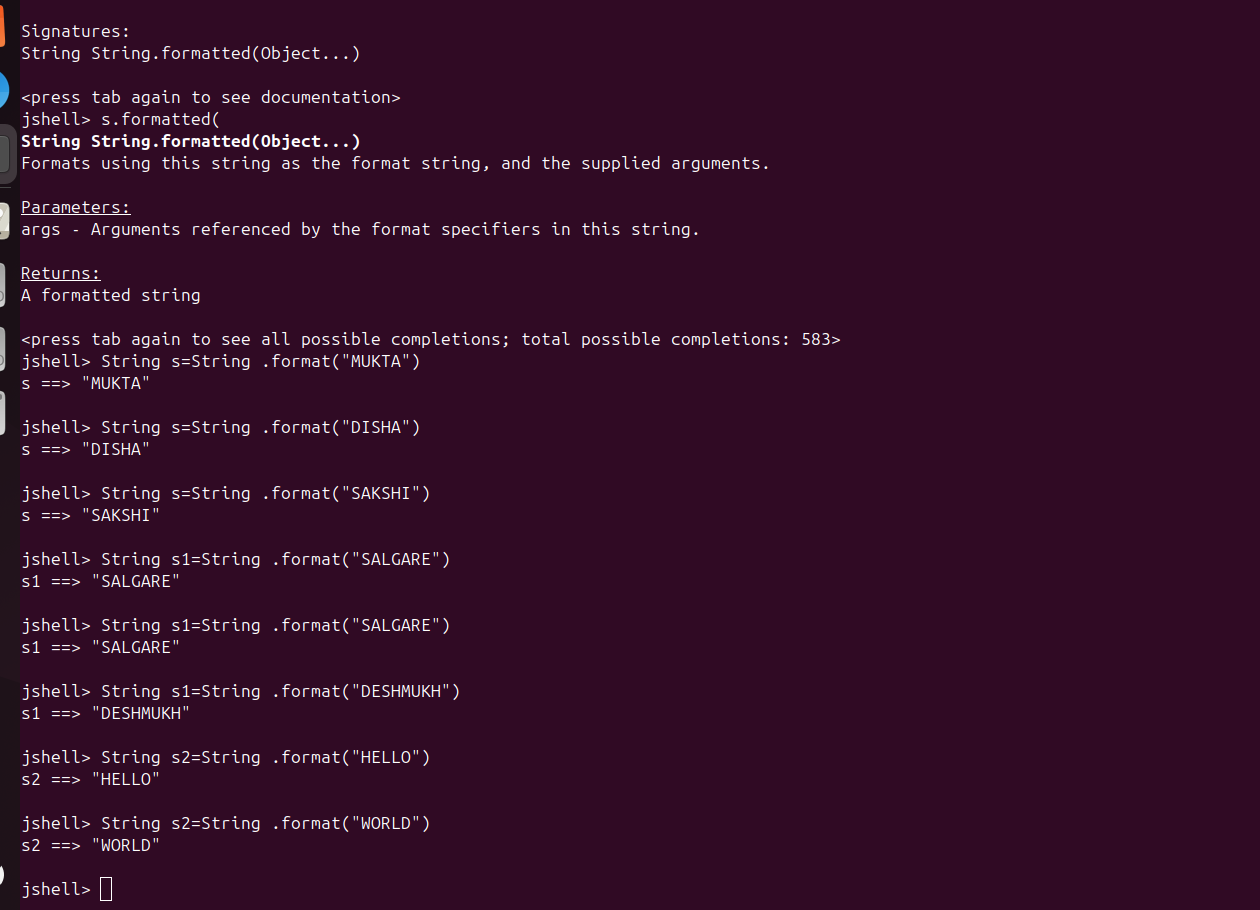 Signatures:
String String.formatted(Object...)
<press tab again to see documentation>
jshell> s.formatted(
String String.formatted(Object...)
Formats using this string as the format string, and the supplied arguments.
Parameters:
args - Arguments referenced by the format specifiers in this string.
Returns:
A formatted string
<press tab again to see all possible completions; total possible completions: 583>
jshell> String s=String .format("MUKTA")
s ==> "MUKTA"
jshell> String s=String .format("DISHA")
s ==> "DISHA"
jshell> String s=String .format("SAKSHI")
s ==> "SAKSHI"
jshell> String s1=String .format("SALGARE")
s1 ==> "SALGARE"
jshell> String s1=String .format("SALGARE")
s1 ==> "SALGARE"
jshell> String s1=String .format("DESHMUKH")
s1 ==> "DESHMUKH"
jshell> String s2=String .format("HELLO")
s2 ==> "HELLO"
jshell> String s2=String .format("WORLD")
s2 ==> "WORLD"
jshell>